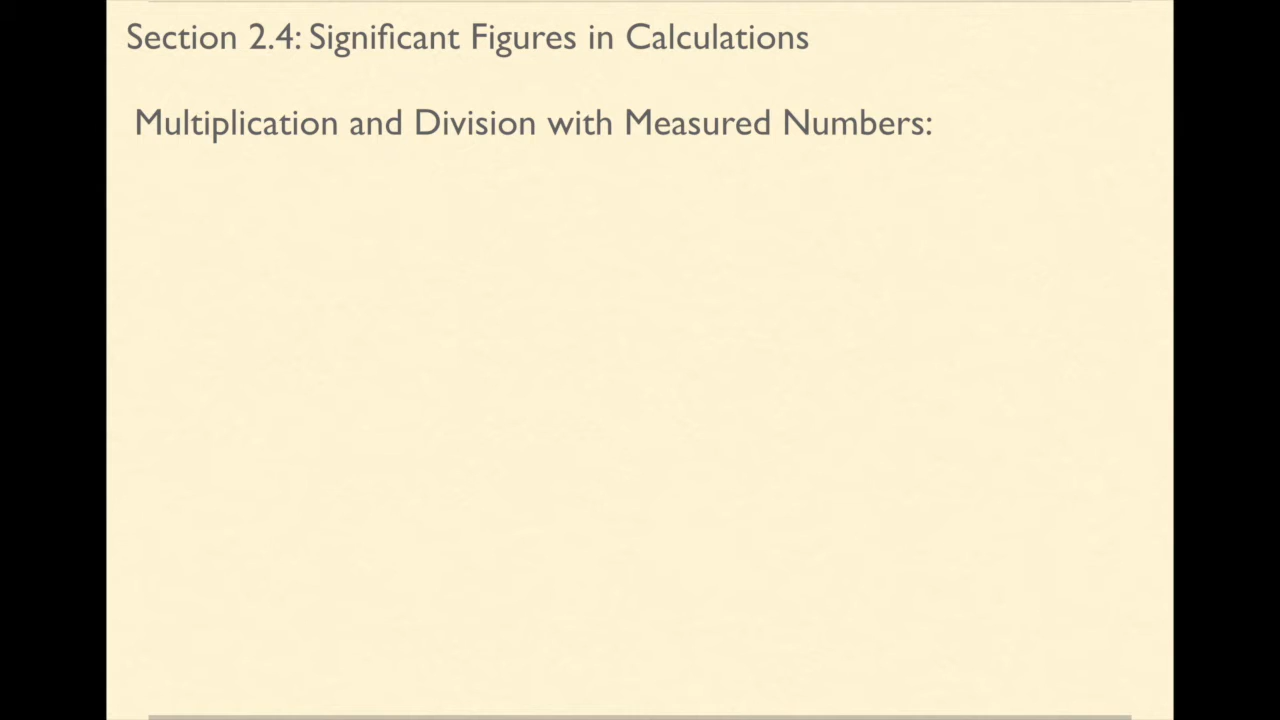 Section 2.4: Significant Figures in Calculations
Multiplication and Division with Measured Numbers: